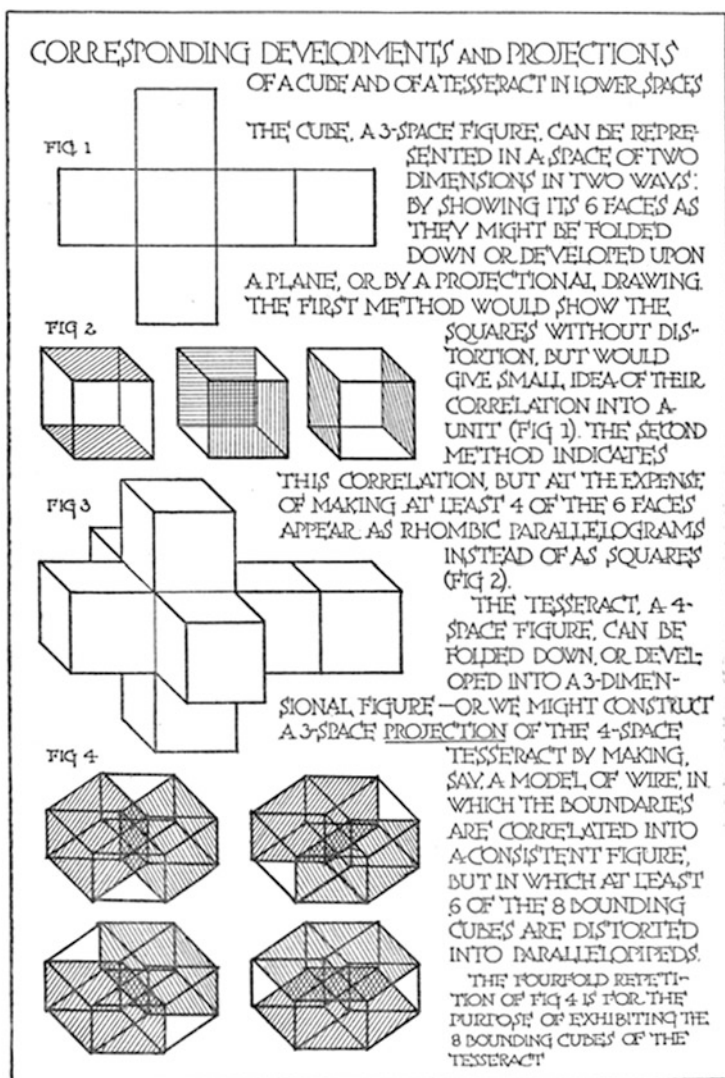 CORRESPONDING DEVELOPMENTS AND PROJECTIONS
OF A CUBE AND OF A TESSERACT IN LOWER SPACES
FIG 1
THE CUBE, A 3-SPACE FIGURE, CAN BE REPRE-
SENTED IN A SPACE OF TWO
DIMENSIONS IN TWO WAYS:
BY SHOWING ITS 6 FACES AS
THEY MIGHT BE FOLDED
DOWN OR DEVELOPED UPON
A PLANE, OR BY A PROJECTIONAL DRAWING.
THE FIRST METHOD WOULD SHOW THE
FIG 2
SQUARES WITHOUT DIS-
TORTION, BUT WOULD
GIVE SMALL IDEA OF THEIR
CORRELATION INTO A
UNIT (FIG 1). THE SECOND
METHOD INDICATES
THIS CORRELATION, BUT AT THE EXPENSE
FIG 3
OF MAKING AT LEAST 4 OF THE 6 FACES
APPEAR AS RHOMBIC PARALLELOGRAMS
INSTEAD OF AS SQUARES
(FIG 2).
THE TESSERACT, A 4-
SPACE FIGURE, CAN BE
FOLDED DOWN, OR DEVEL-
OPED INTO A 3-DIMEN-
SIONAL FIGURE—OR WE MIGHT CONSTRUCT
A 3-SPACE PROJECTION OF THE 4-SPACE
FIG 4
TESSERACT BY MAKING,
SAY, A MODEL OF WIRE, IN
WHICH THE BOUNDARIES
ARE CORRELATED INTO
A CONSISTENT FIGURE,
BUT IN WHICH AT LEAST
6 OF THE 8 BOUNDING
CUBES ARE DISTORTED
INTO PARALLELOPIPEDS.
THE FOURFOLD REPETI-
TION OF FIG 4 IS FOR THE
PURPOSE OF EXHIBITING THE
8 BOUNDING CUBES OF THE
TESSERACT